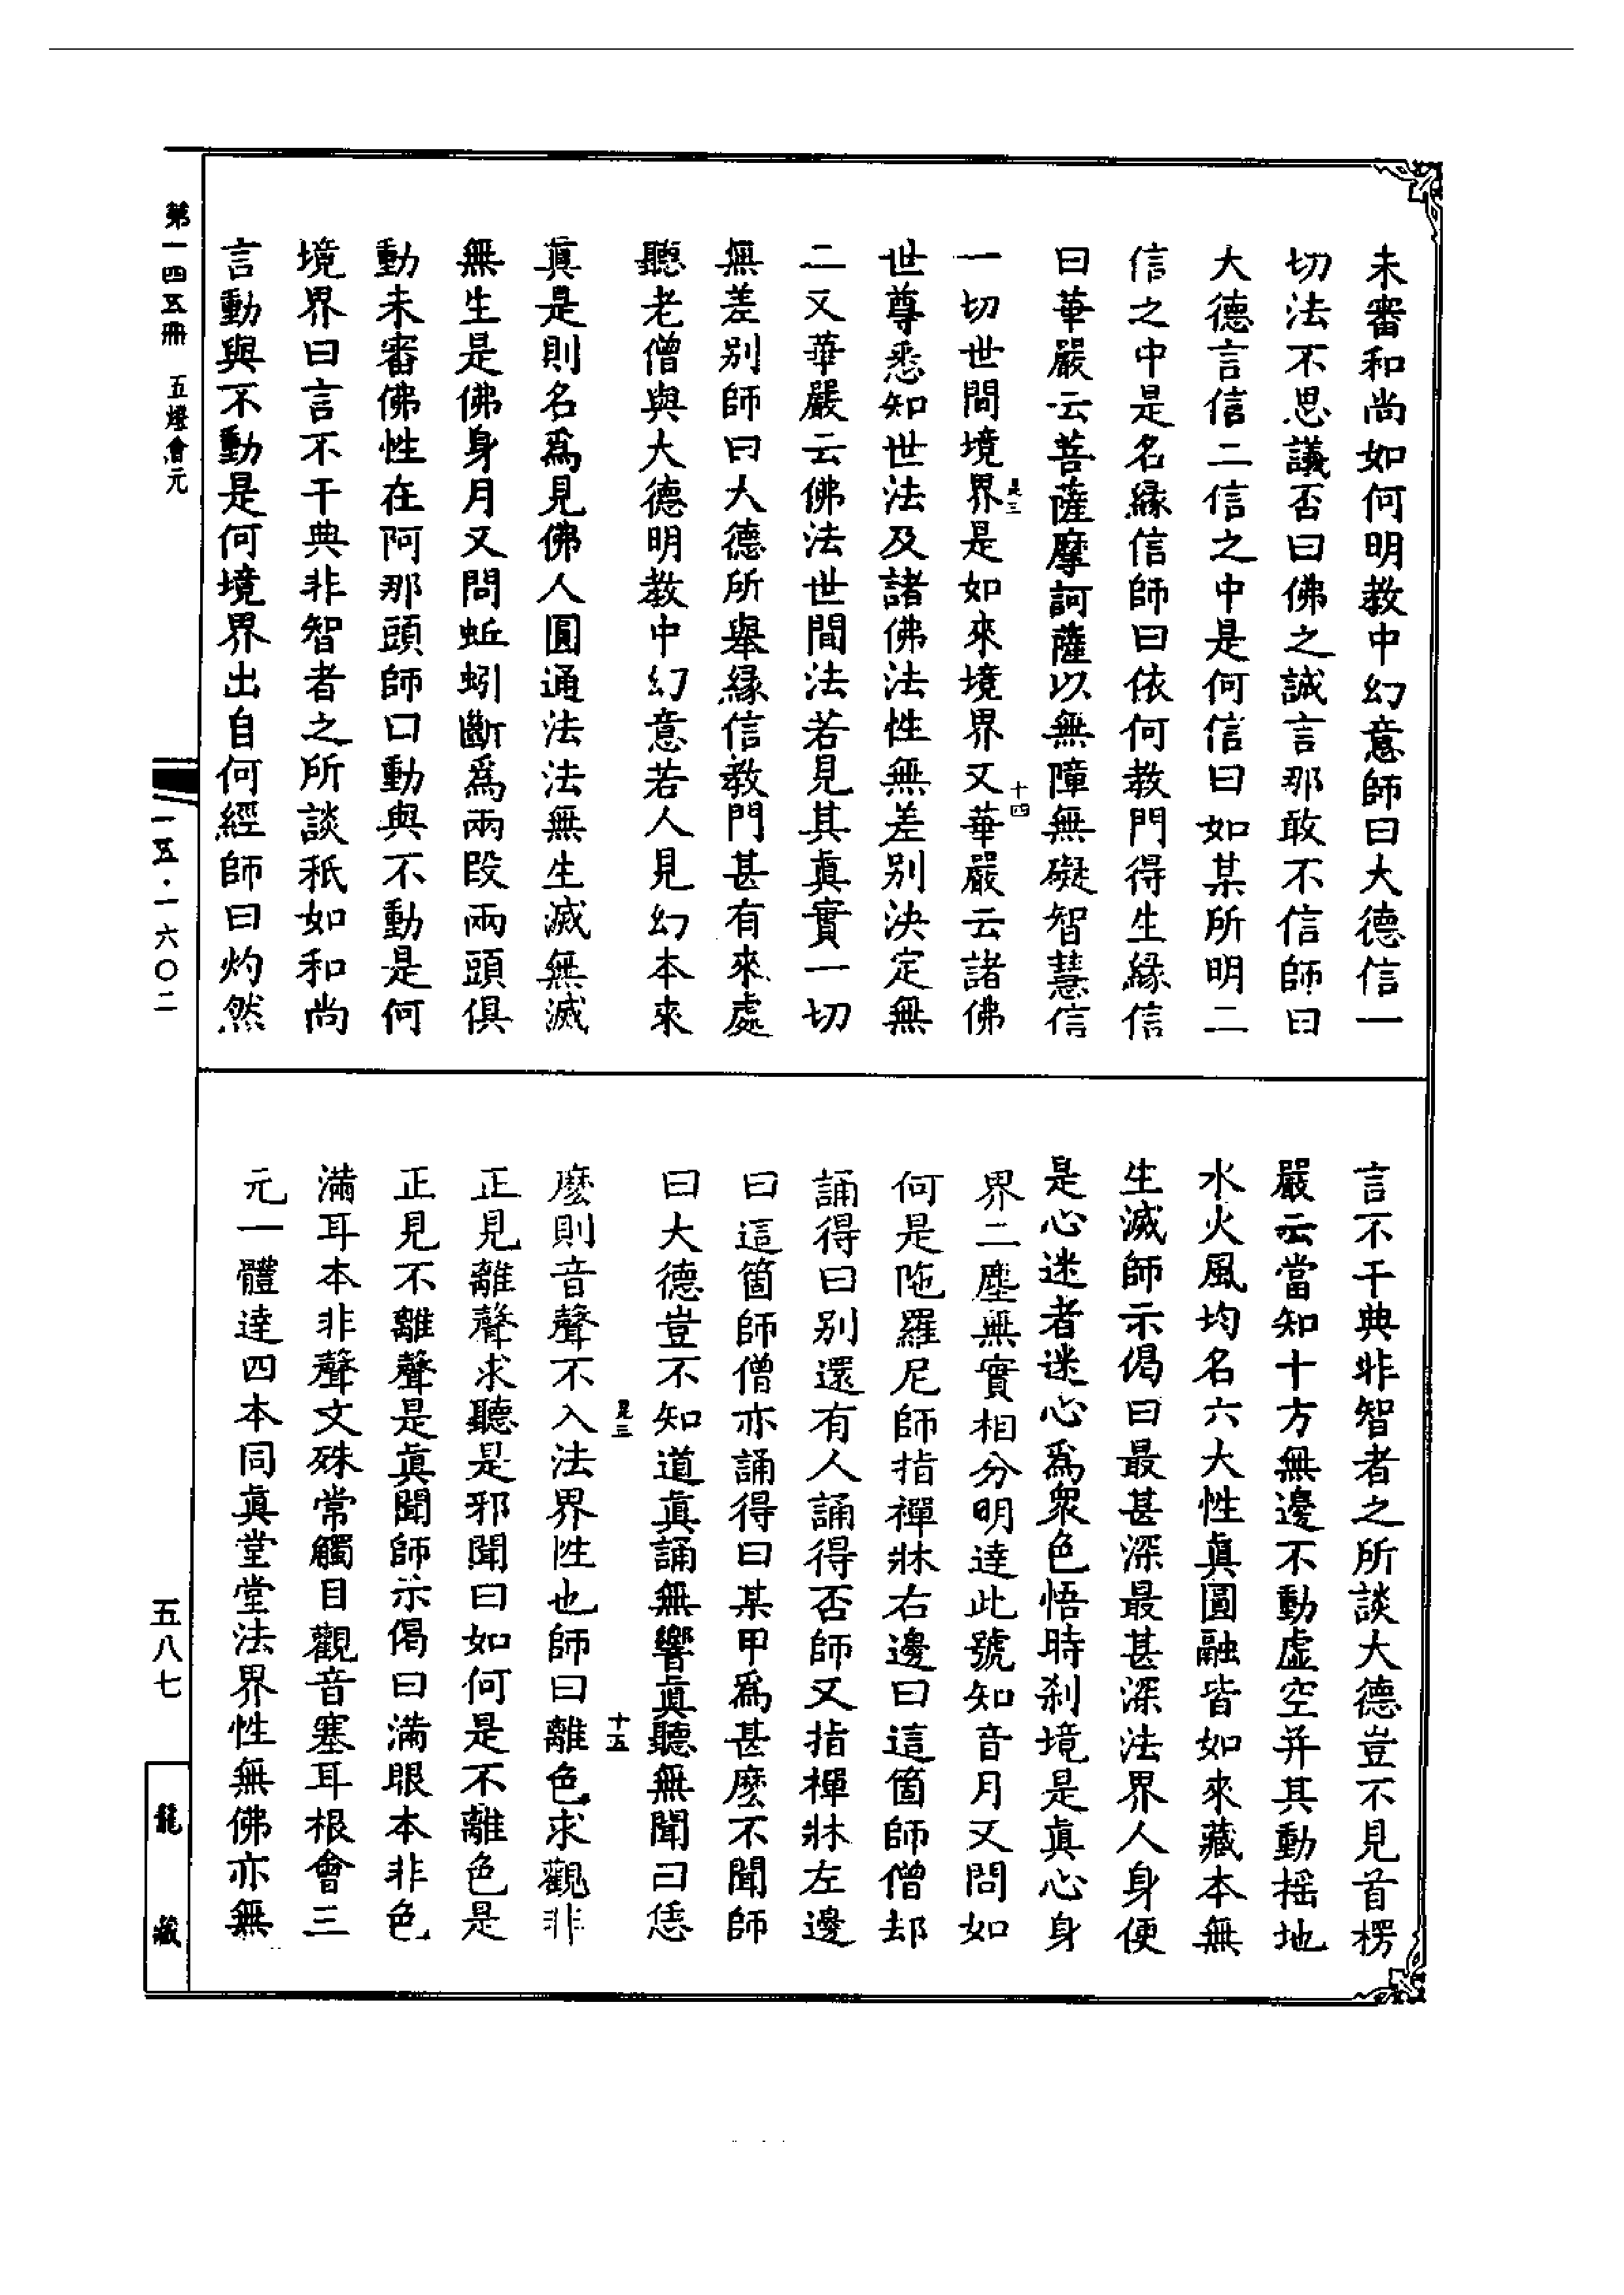 未審和尚如何明教中幻意師曰大德信一
切法不思議否曰佛之誠言那敢不信師曰
大德言信二信之中是何信曰如某所明二
信之中是名緣信師曰依何教門得生緣信
曰華嚴云菩薩摩訶薩以無障無礙智慧信
是三
十四
一切世間境界是如來境界又華嚴云諸佛
世尊悉知世法及諸佛法性無差別決定無
二又華嚴云佛法世間法若見其真實一切
無差別師曰大德所舉緣信教門甚有來處
聽老僧與大德明教中幻意若人見幻本來
真是則名爲見佛人圓通法法無生滅無滅
無生是佛身月又問蚯蚓斷爲兩段兩頭俱
動未審佛性在阿那頭師曰動與不動是何
境界曰言不干典非智者之所談秖如和尚
言動與不動是何境界出自何經師曰灼然
言不干典非智者之所談大德豈不見首楞
嚴云當知十方無邊不動虛空并其動搖地
水火風均名六大性真圓融皆如來藏本無
生滅師示偈曰最甚深最甚深法界人身便
是心迷者迷心爲衆色悟時刹境是真心身
界二塵無實相分明達此號知音月又問如
何是陁羅尼師指禪牀右邊曰這箇師僧却
誦得曰別還有人誦得否師又指禪牀左邊
曰這箇師僧亦誦得曰某甲爲甚麽不聞師
曰大德豈不知道真誦無響真聽無聞曰恁
是三
十五
麽則音聲不入法界性也師曰離色求觀非
正見離聲求聽是邪聞曰如何是不離色是
正見不離聲是真聞師示偈曰滿眼本非色
滿耳本非聲文殊常觸目觀音塞耳根會三
元一體達四本同真堂堂法界性無佛亦無
第一四五冊 五燈會元
一五·一六〇二
五八七
龍藏